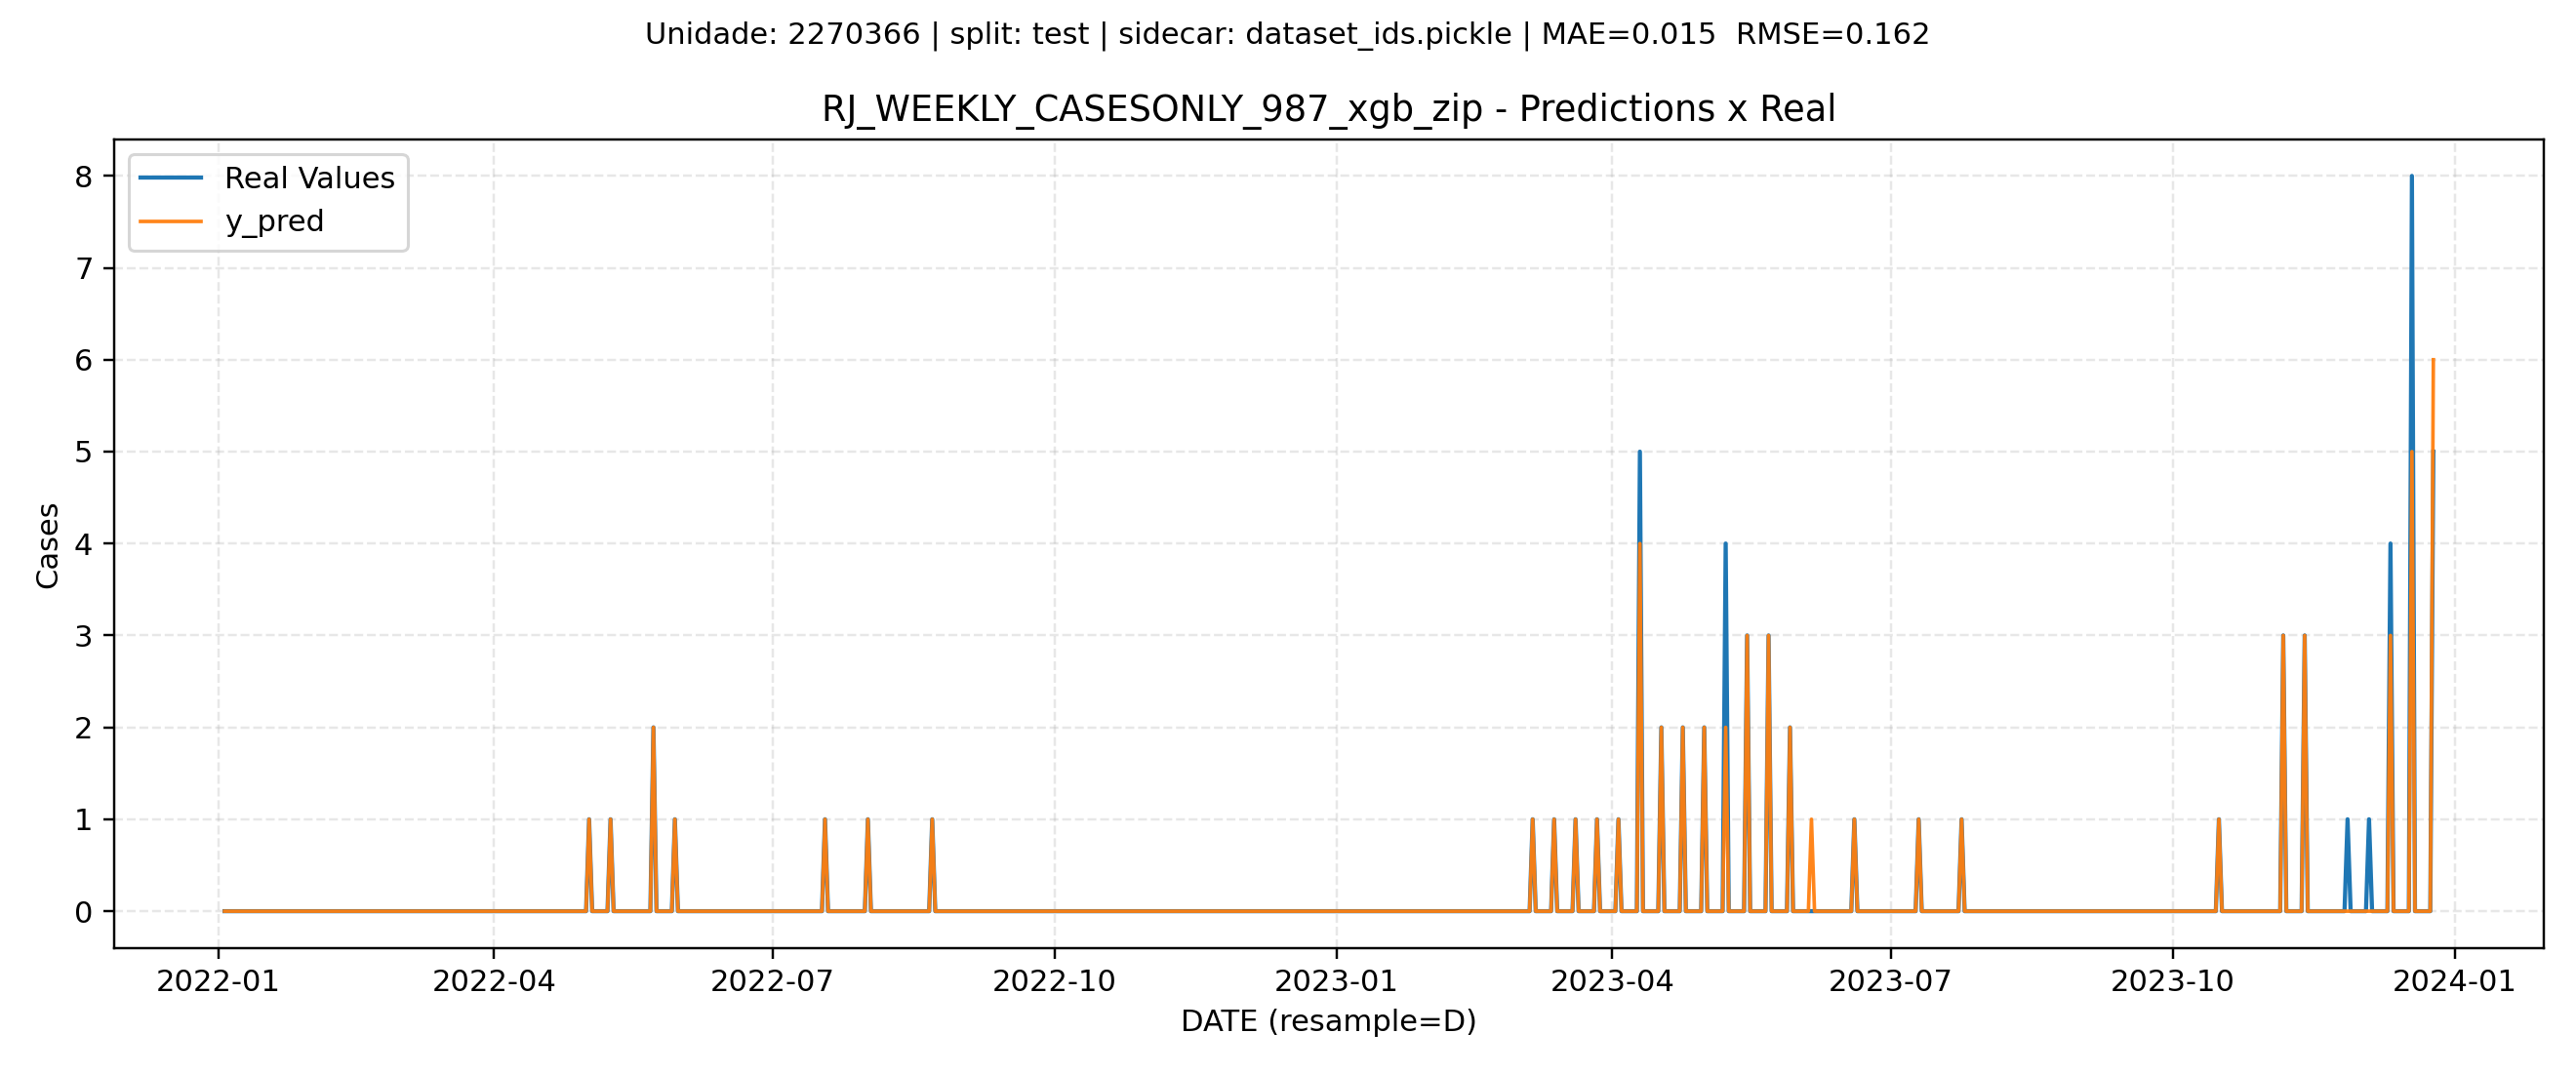 Unidade: 2270366 | split: test | sidecar: dataset_ids.pickle | MAE=0.015  RMSE=0.162
RJ_WEEKLY_CASESONLY_987_xgb_zip - Predictions x Real
Real Values
y_pred
8
7
6
5
4
3
2
1
0
Cases
2022-01 2022-04 2022-07 2022-10 2023-01 2023-04 2023-07 2023-10 2024-01
DATE (resample=D)